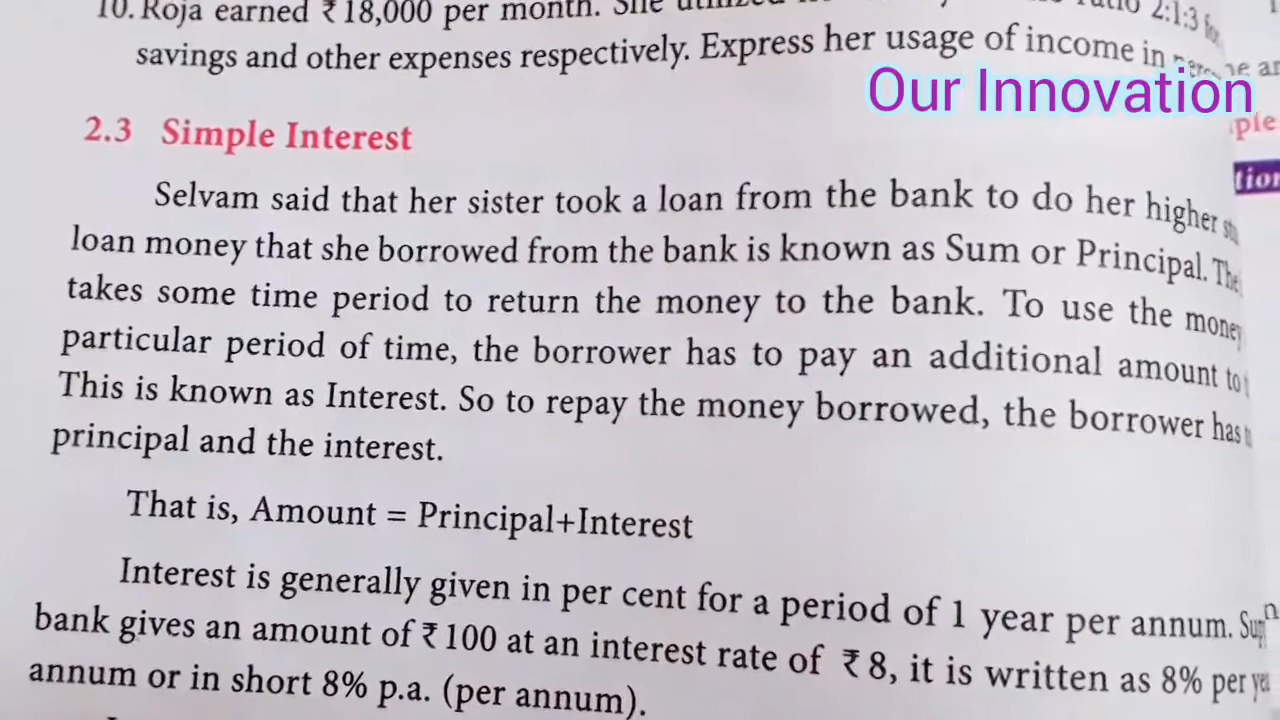 10. Roja earned ₹ 18,000 per month. She 2:1:3
savings and other expenses respectively. Express her usage of income in
Our Innovation
2.3 Simple Interest
Selvam said that her sister took a loan from the bank to do her higher
loan money that she borrowed from the bank is known as Sum or Principal.
takes some time period to return the money to the bank. To use the money
particular period of time, the borrower has to pay an additional amount to
This is known as Interest. So to repay the money borrowed, the borrower has
principal and the interest.
That is, Amount = Principal+Interest
Interest is generally given in per cent for a period of 1 year per annum.
bank gives an amount of ₹ 100 at an interest rate of ₹ 8, it is written as 8% per
annum or in short 8% p.a. (per annum).